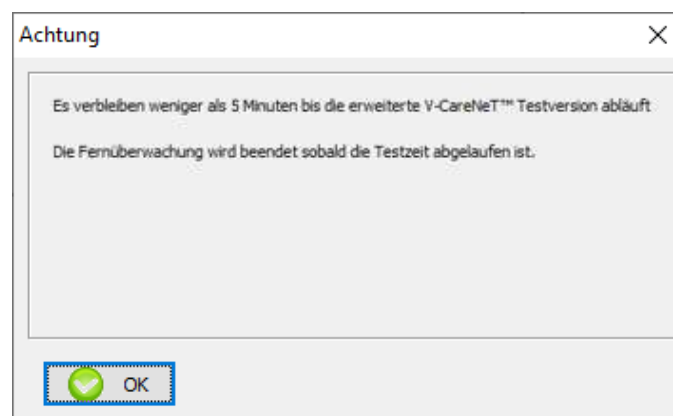 Achtung
Es verbleiben weniger als 5 Minuten bis die erweiterte V-CareNeT™ Testversion abläuft
Die Fernüberwachung wird beendet sobald die Testzeit abgelaufen ist.
OK